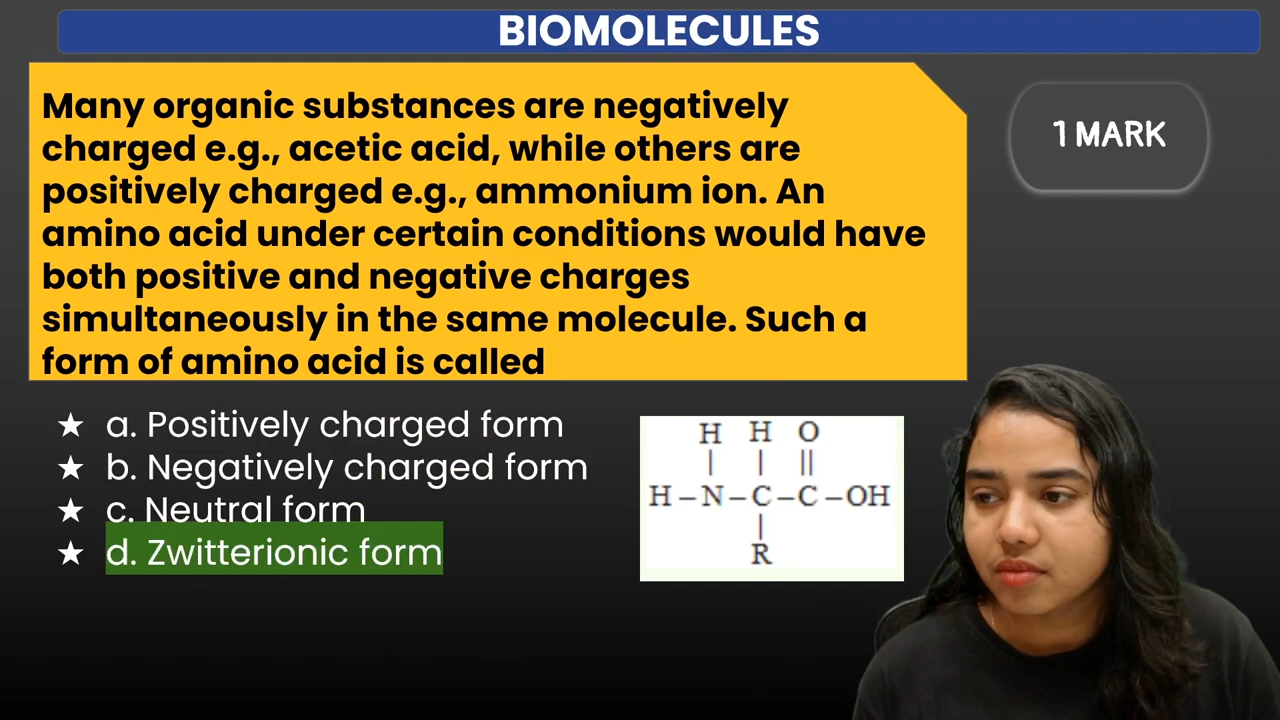 BIOMOLECULES
Many organic substances are negatively
charged e.g., acetic acid, while others are
positively charged e.g., ammonium ion. An
amino acid under certain conditions would have
both positive and negative charges
simultaneously in the same molecule. Such a
form of amino acid is called
1 MARK
★ a. Positively charged form
★ b. Negatively charged form
★ c. Neutral form
★ d. Zwitterionic form
H H O
| | ||
H – N – C – C – OH
|
R